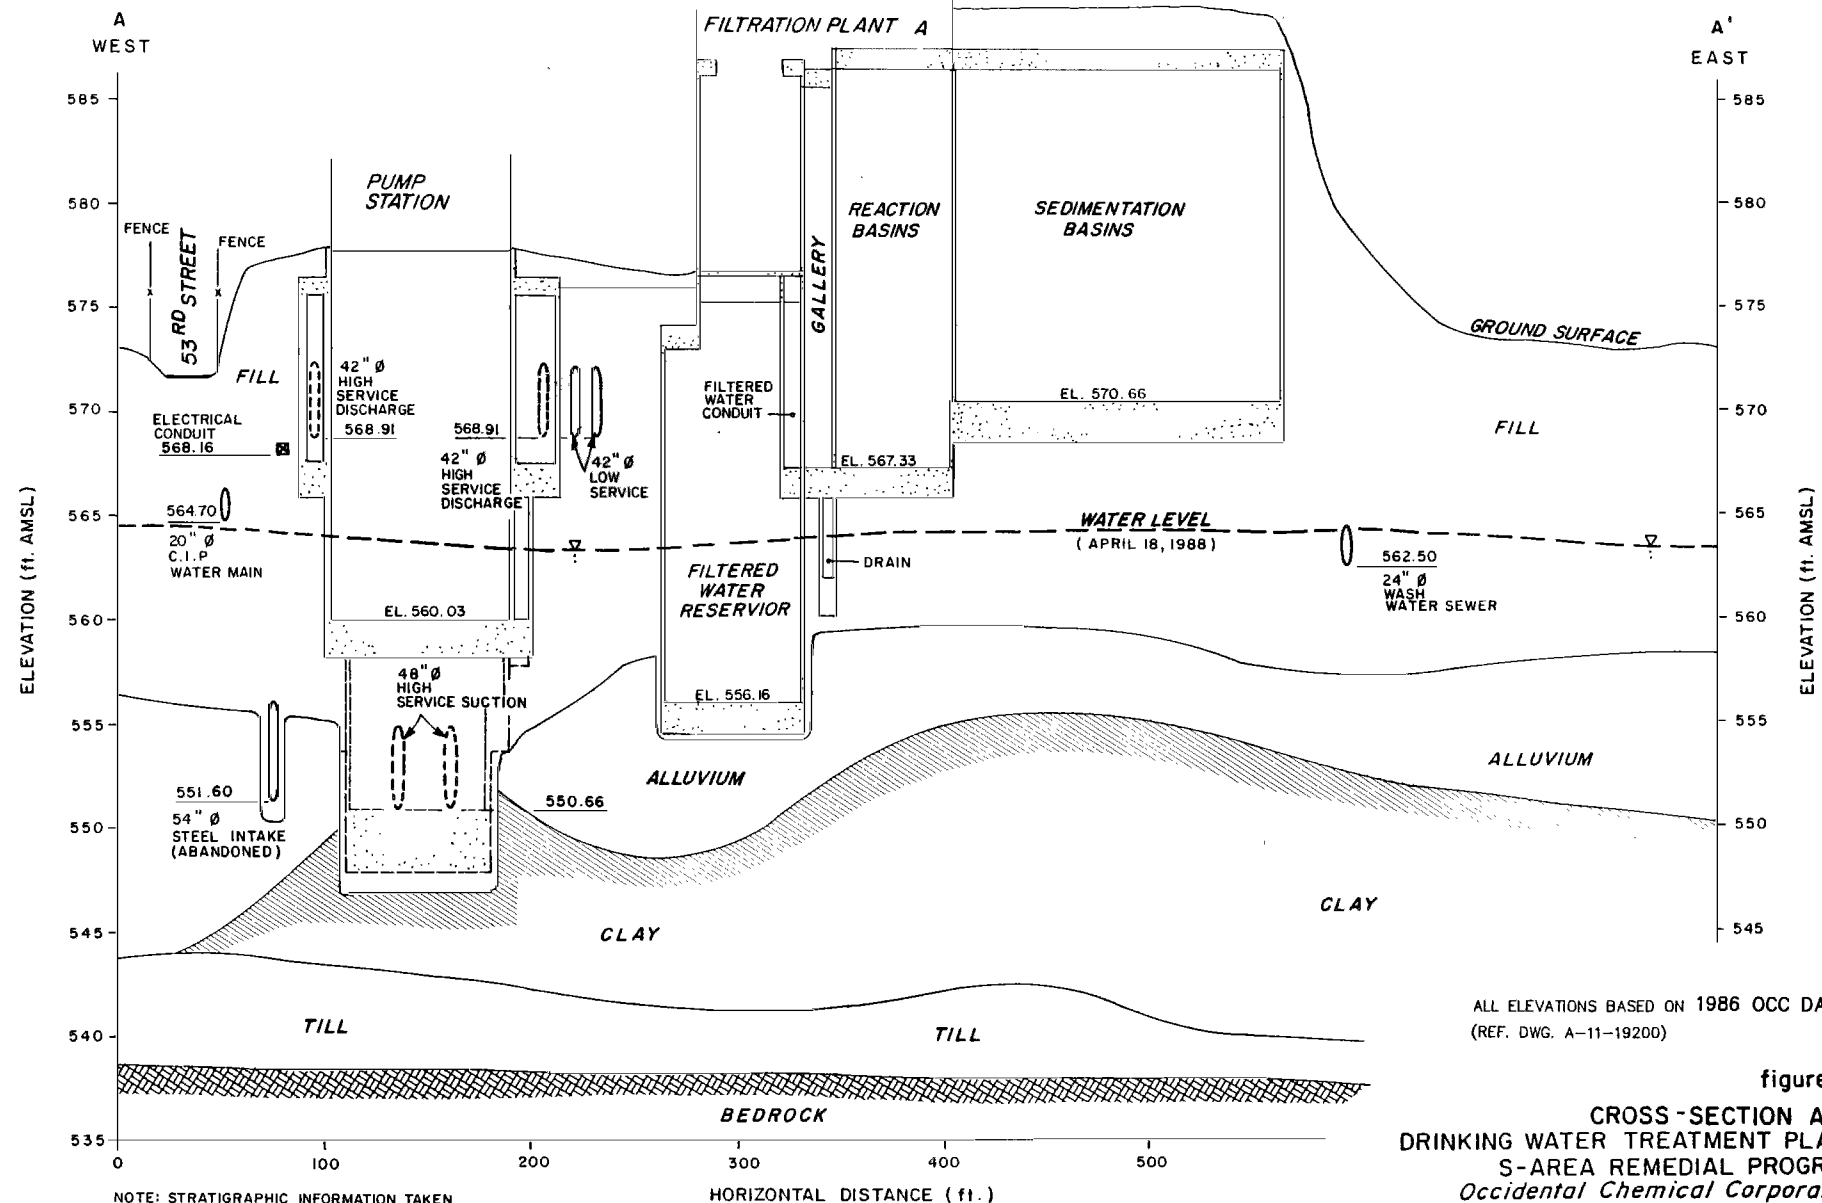 A
WEST
FILTRATION PLANT A
A'
EAST
585
585
PUMP
STATION
580
580
REACTION
BASINS
SEDIMENTATION
BASINS
FENCE
FENCE
53RD STREET
GALLERY
575
575
GROUND SURFACE
FILL
42" Ø
HIGH
SERVICE
DISCHARGE
568.91
FILTERED
WATER
CONDUIT
EL. 570.66
570
570
ELECTRICAL
CONDUIT
568.16
568.91
42" Ø
HIGH
SERVICE
DISCHARGE
42" Ø
LOW
SERVICE
EL. 567.33
FILL
ELEVATION (ft. AMSL)
ELEVATION (ft. AMSL)
565
565
564.70
20" Ø
C.I.P
WATER MAIN
WATER LEVEL
(APRIL 18, 1988)
562.50
24" Ø
WASH
WATER SEWER
DRAIN
FILTERED
WATER
RESERVIOR
EL. 560.03
560
560
48" Ø
HIGH
SERVICE SUCTION
EL. 556.16
555
555
ALLUVIUM
ALLUVIUM
551.60
54" Ø
STEEL INTAKE
(ABANDONED)
550.66
550
550
CLAY
CLAY
545
545
TILL
TILL
540
BEDROCK
535
0
100
200
300
400
500
HORIZONTAL DISTANCE (ft.)
NOTE: STRATIGRAPHIC INFORMATION TAKEN
ALL ELEVATIONS BASED ON 1986 OCC DA
(REF. DWG. A-11-19200)
figure
CROSS-SECTION A
DRINKING WATER TREATMENT PLA
S-AREA REMEDIAL PROGR
Occidental Chemical Corpora